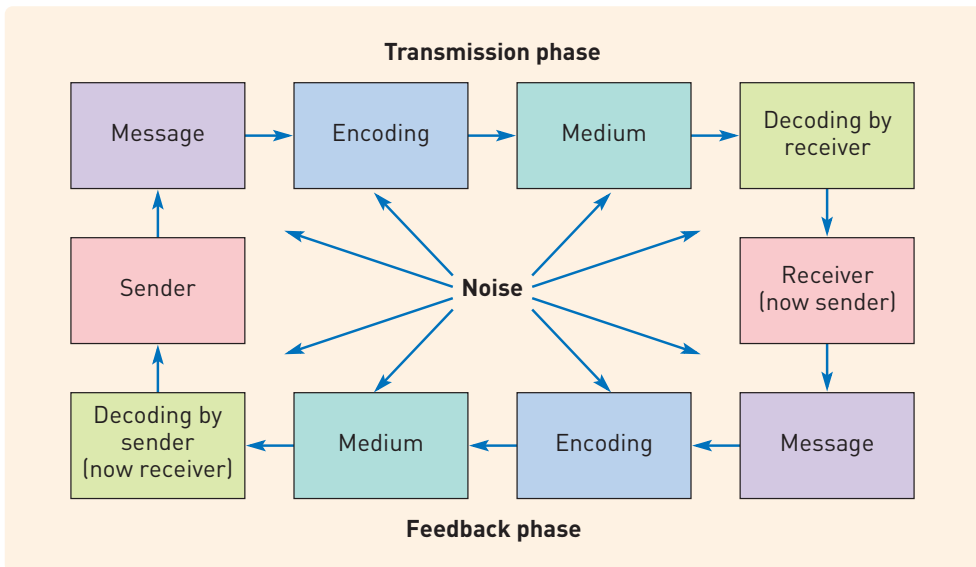 Transmission phase
Message
Encoding
Medium
Decoding by
receiver
Sender
Noise
Receiver
(now sender)
Decoding by
sender
(now receiver)
Medium
Encoding
Message
Feedback phase